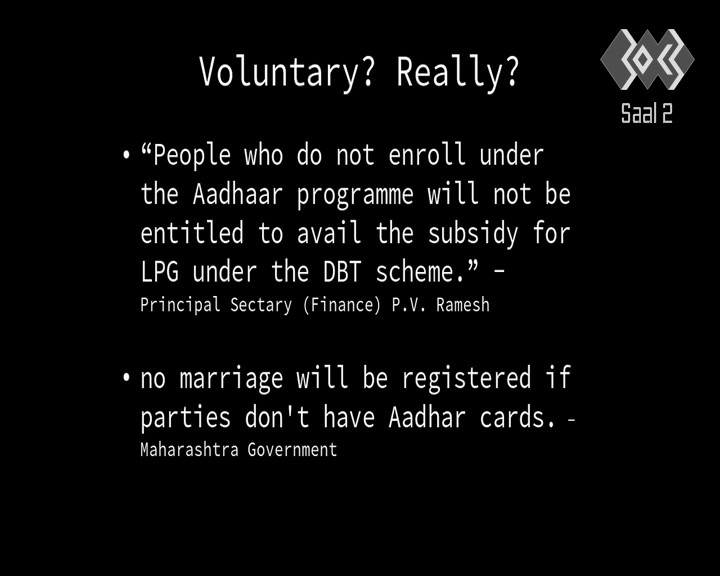 Voluntary? Really?
Saal 2
• “People who do not enroll under
the Aadhaar programme will not be
entitled to avail the subsidy for
LPG under the DBT scheme.” –
Principal Sectary (Finance) P.V. Ramesh
• no marriage will be registered if
parties don't have Aadhar cards. –
Maharashtra Government